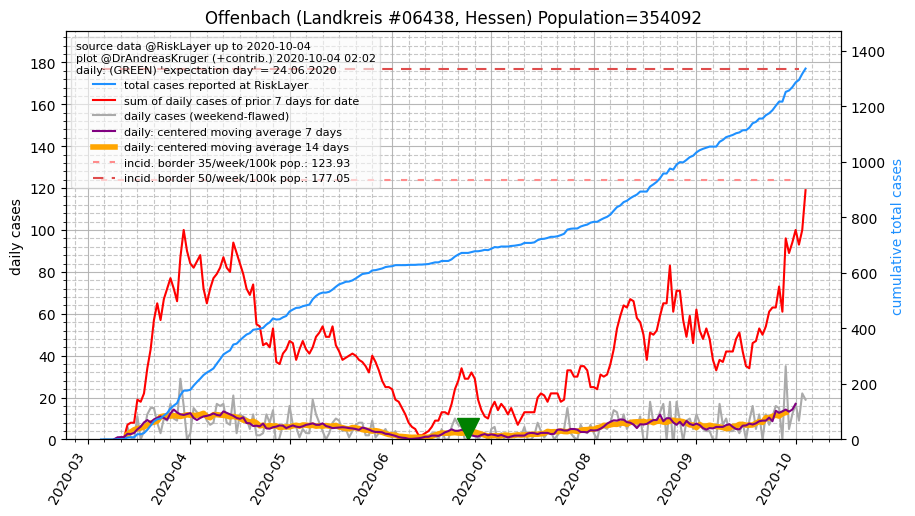 Offenbach (Landkreis #06438, Hessen) Population=354092
source data @RiskLayer up to 2020-10-04
plot @DrAndreasKruger (+contrib.) 2020-10-04 02:02
daily: (GREEN) 'expectation day' = 24.06.2020
total cases reported at RiskLayer
sum of daily cases of prior 7 days for date
daily cases (weekend-flawed)
daily: centered moving average 7 days
daily: centered moving average 14 days
incid. border 35/week/100k pop.: 123.93
incid. border 50/week/100k pop.: 177.05
daily cases
180
160
140
120
100
80
60
40
20
0
cumulative total cases
1400
1200
1000
800
600
400
200
0
2020-03
2020-04
2020-05
2020-06
2020-07
2020-08
2020-09
2020-10